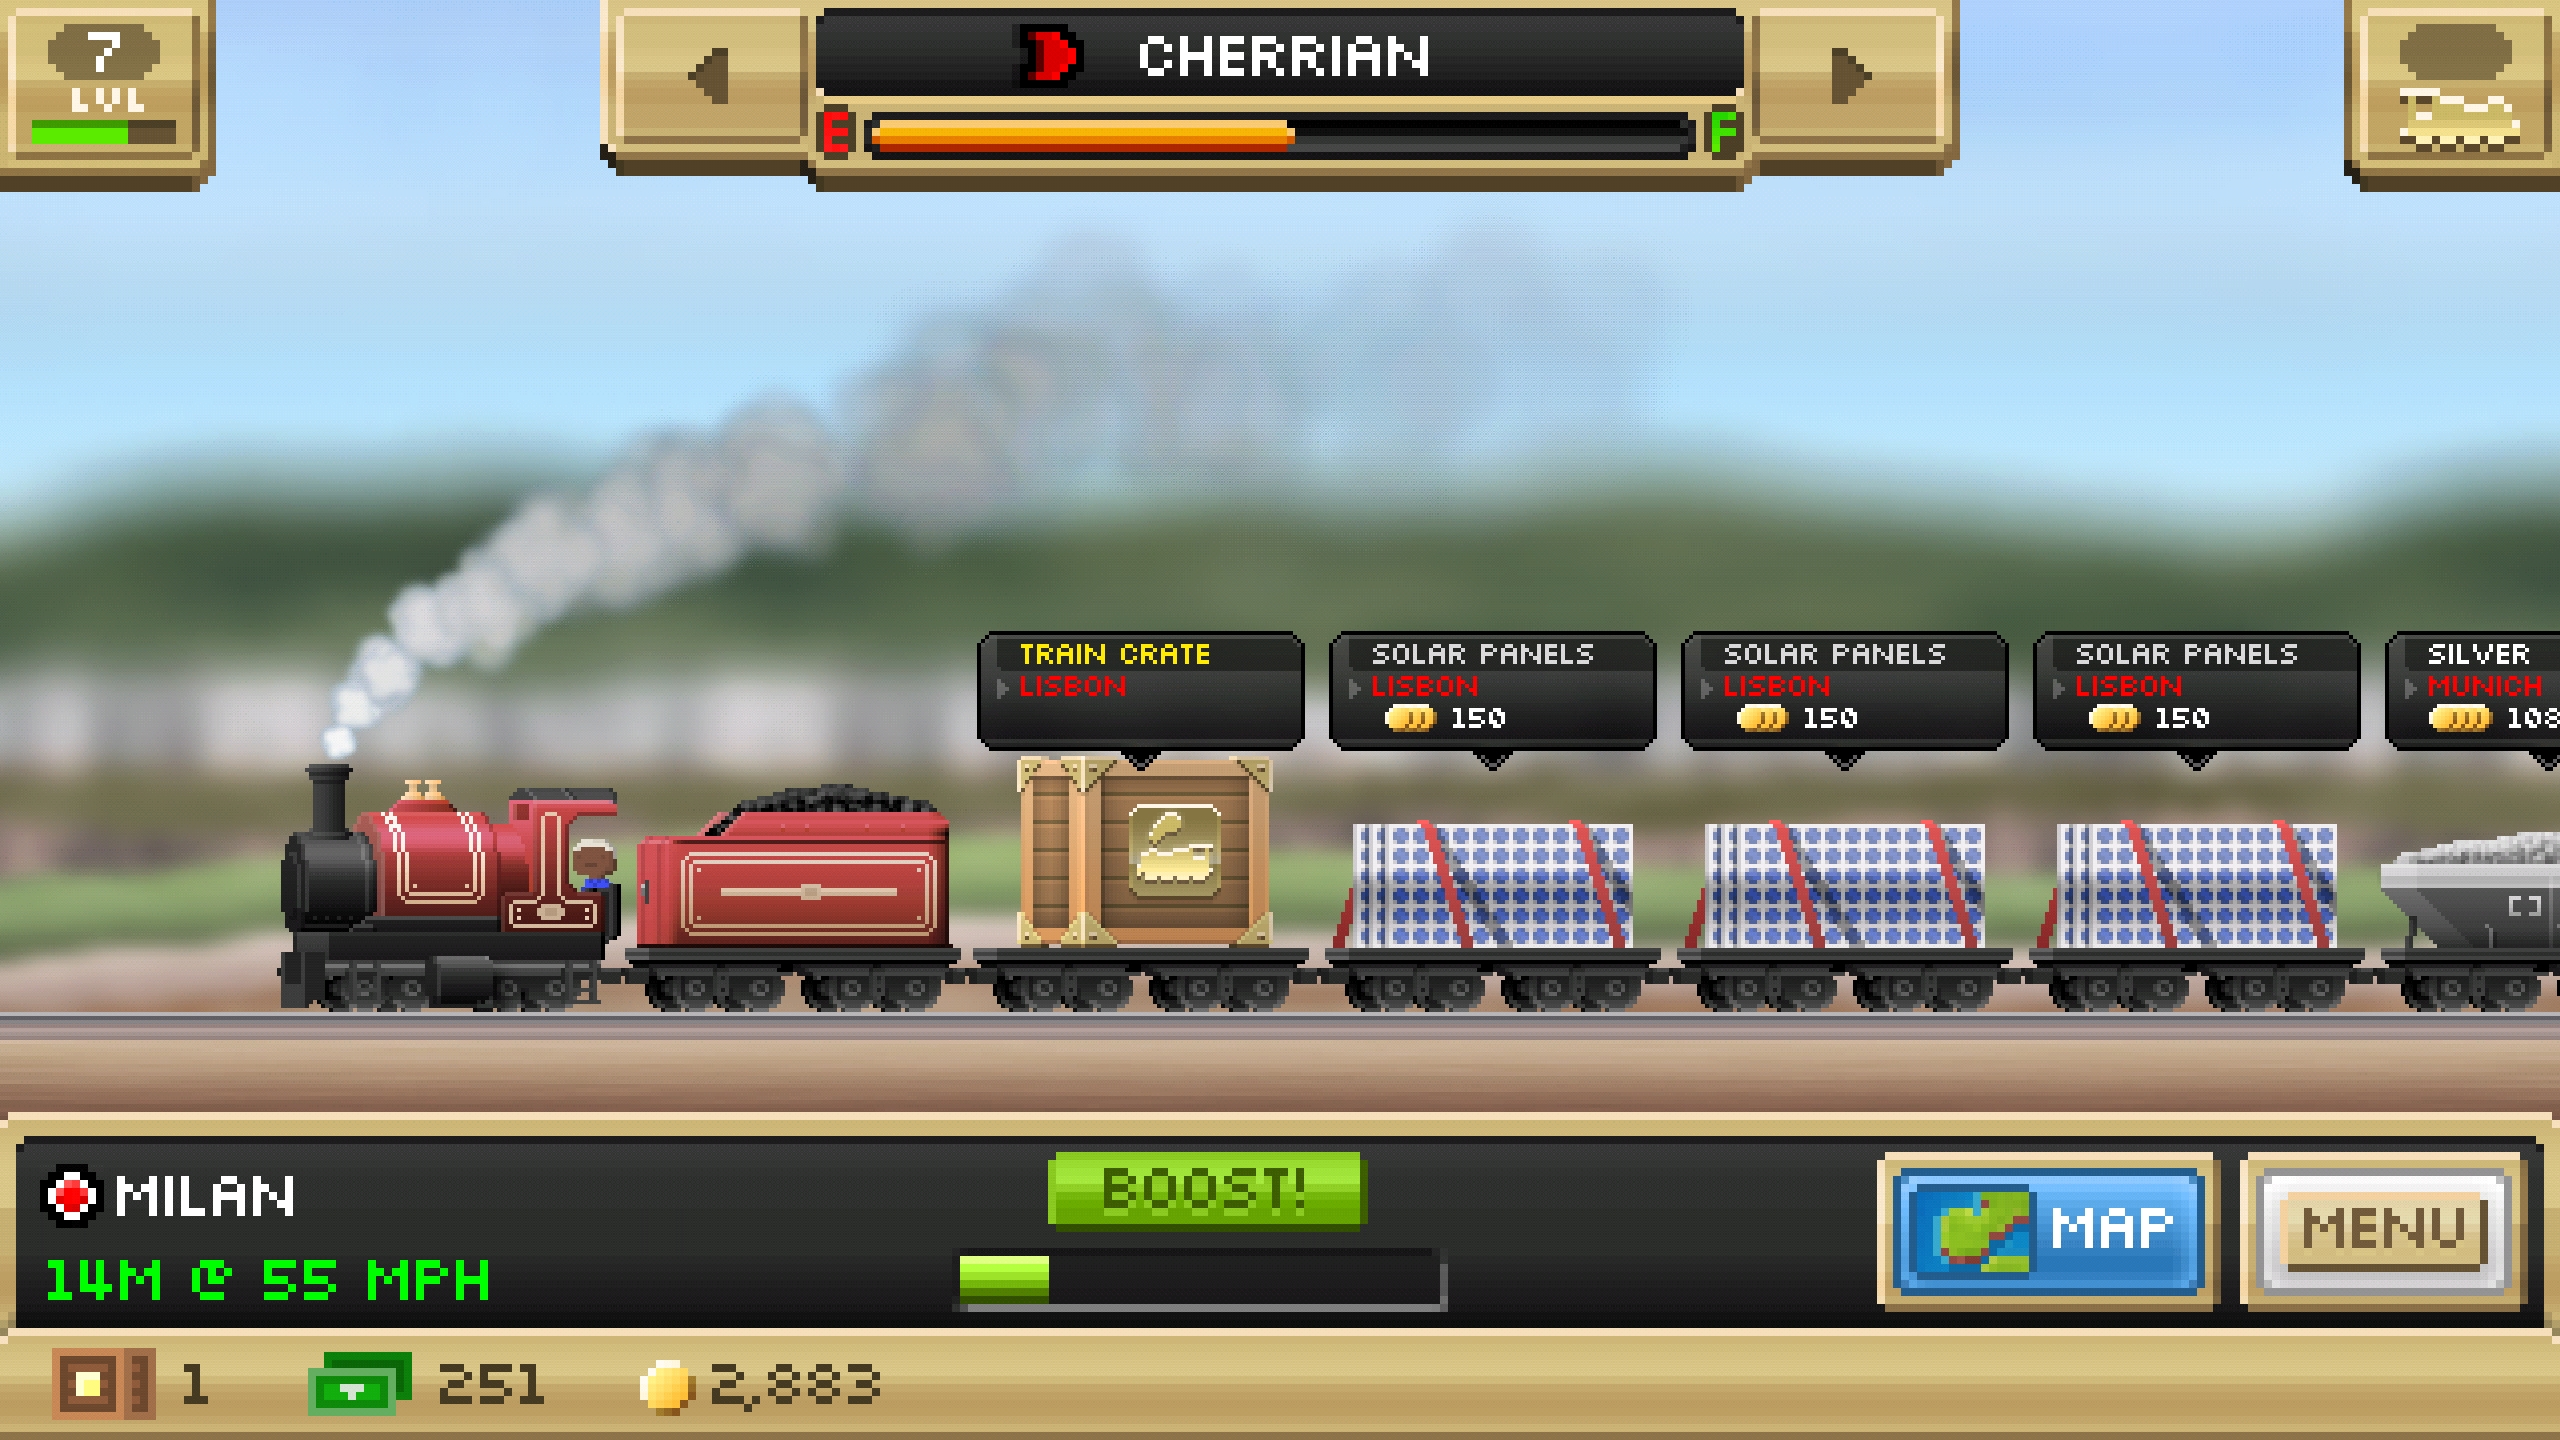 7
LVL
CHERRIAN
E
F
TRAIN CRATE
LISBON
SOLAR PANELS
LISBON
150
SOLAR PANELS
LISBON
150
SOLAR PANELS
LISBON
150
SILVER
MUNICH
108
MILAN
14M @ 55 MPH
BOOST!
MAP
MENU
1
251
2,883